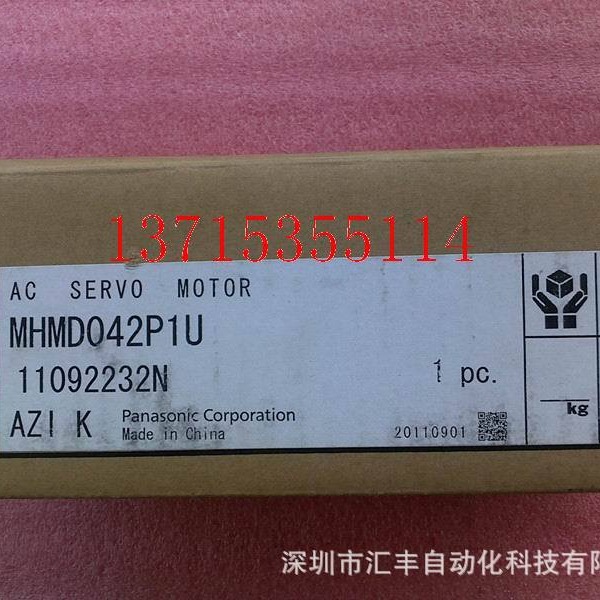 13715355114
AC SERVO MOTOR
MHMD042P1U
11092232N
1 pc.
kg
AZI K Panasonic Corporation
Made in China
20110901
深圳市汇丰自动化科技有限